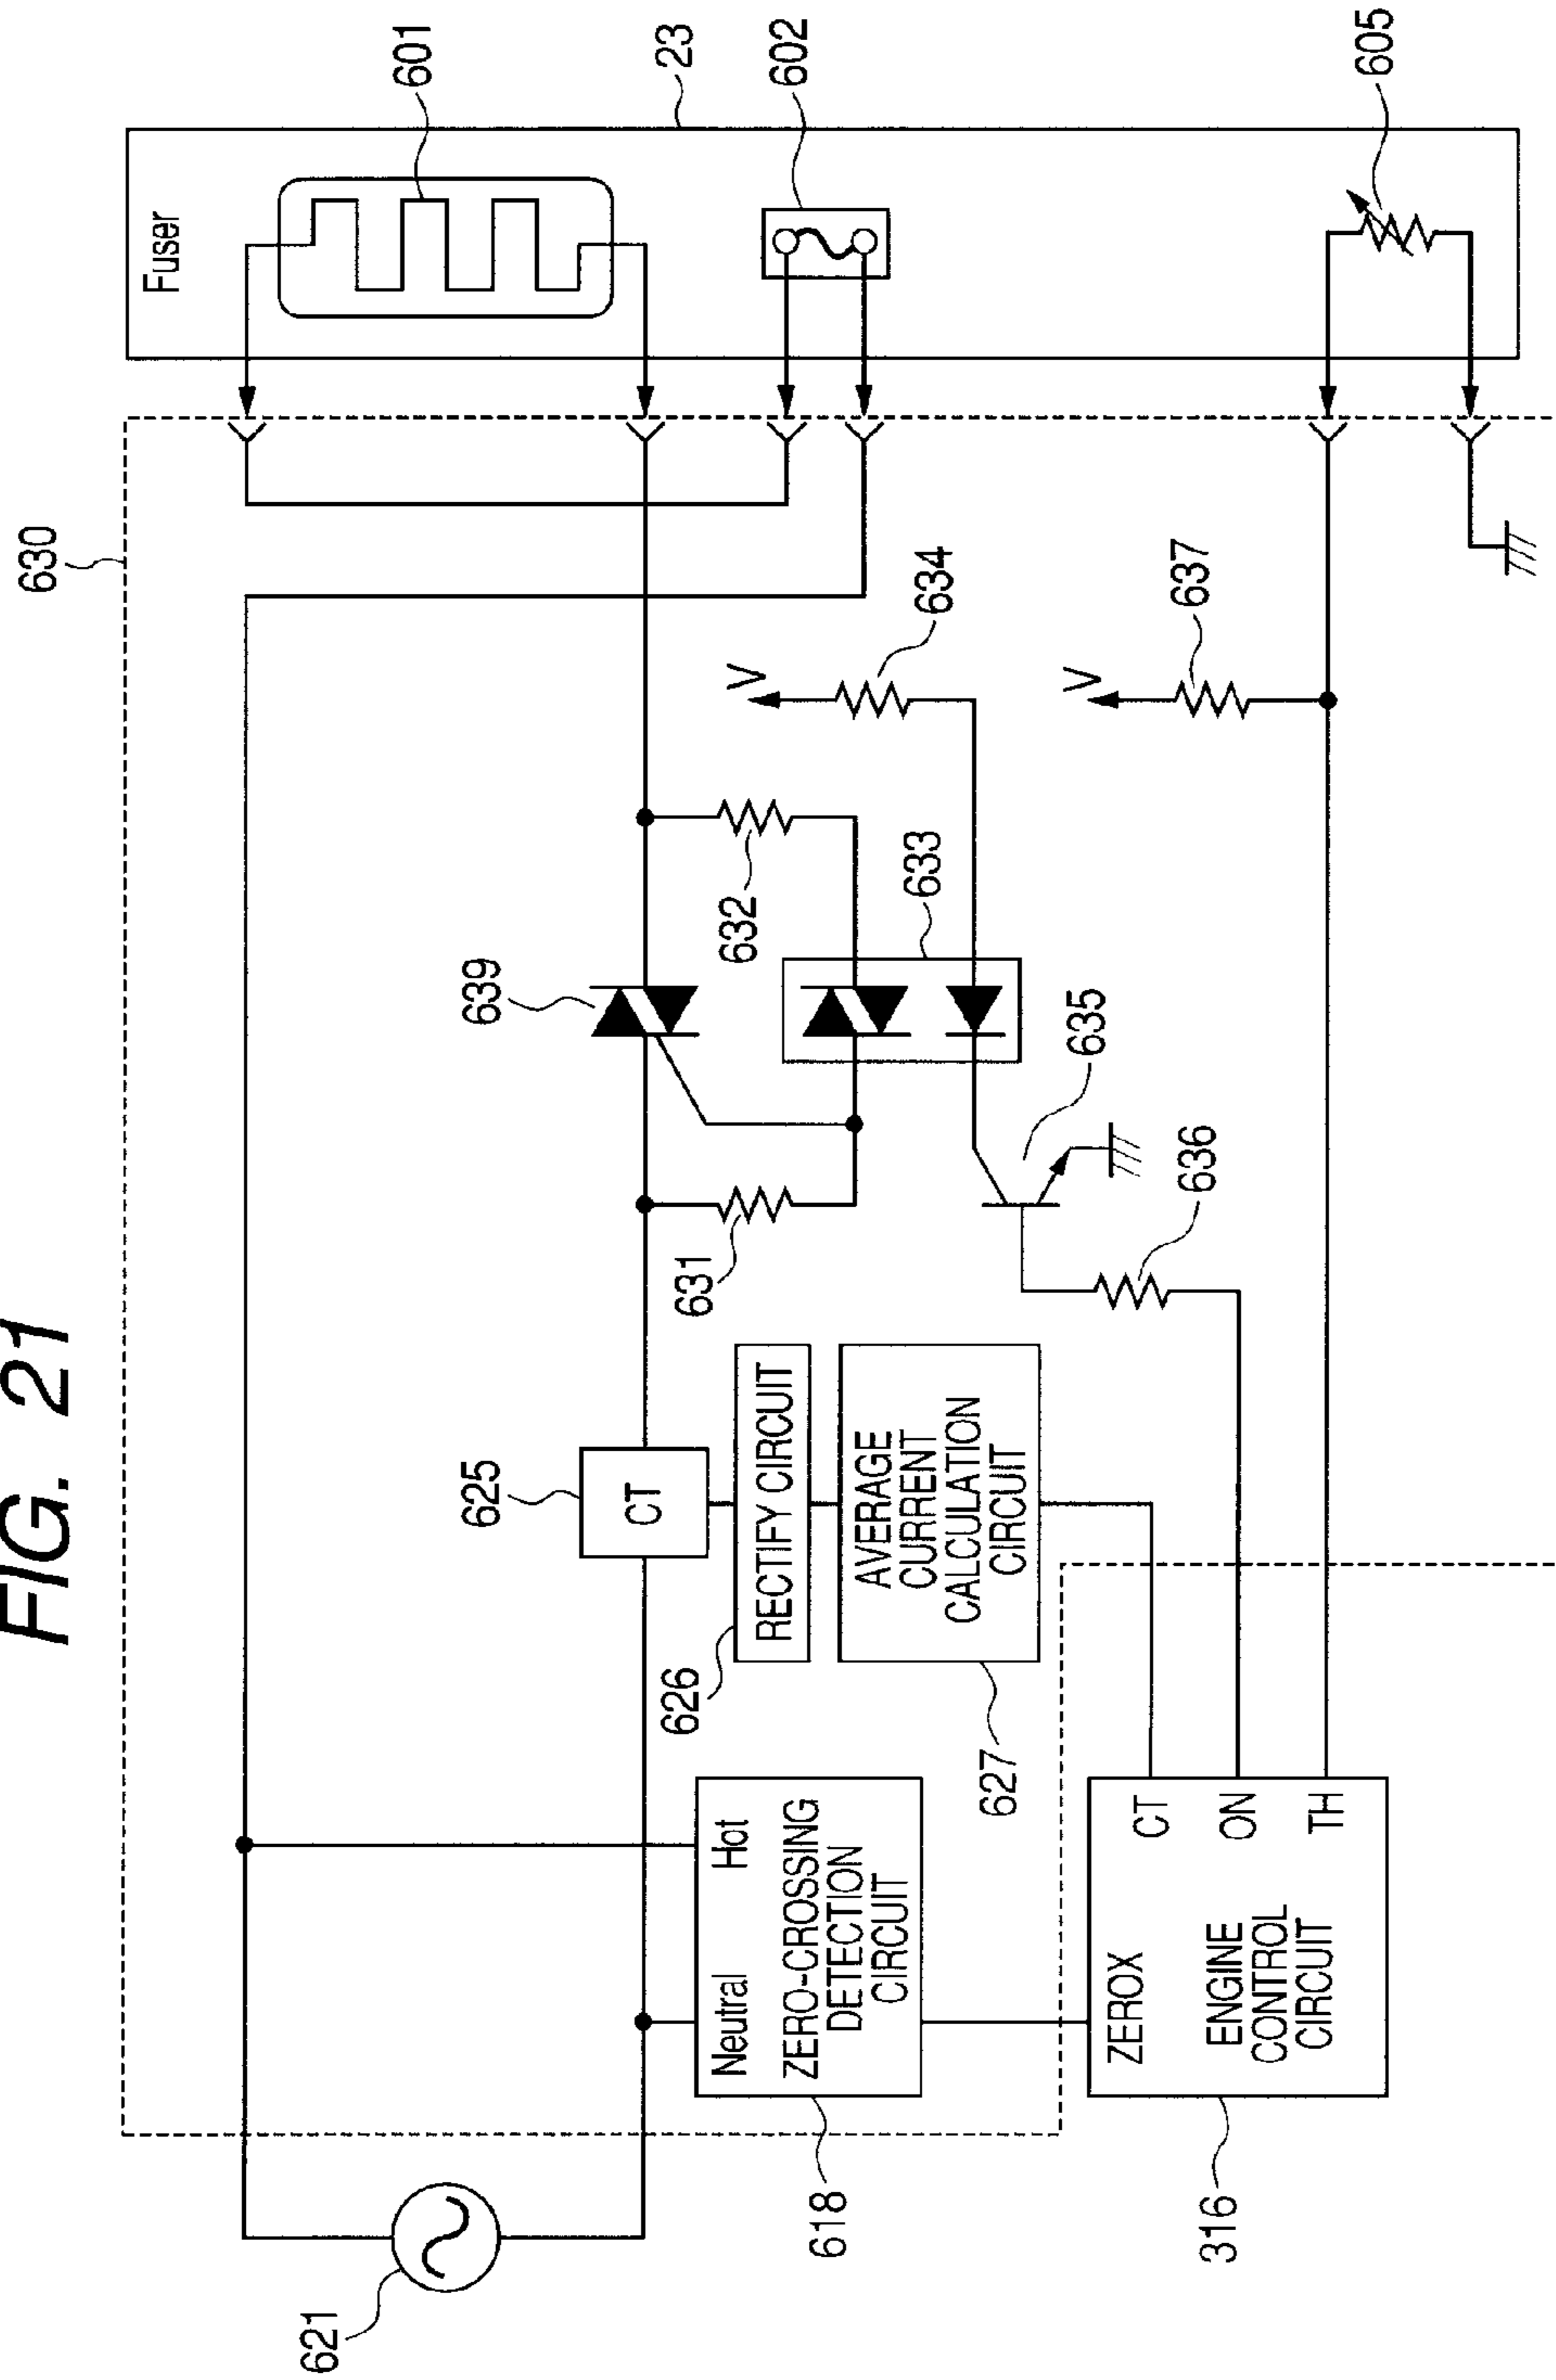 FIG. 21
630
Fuser
601
23
602
605
621
625
CT
626
RECTIFY CIRCUIT
AVERAGE
CURRENT
CALCULATION
CIRCUIT
627
639
631
632
633
V
634
635
636
V
637
Neutral
Hot
ZERO-CROSSING
DETECTION
CIRCUIT
618
ZEROX
CT
ON
TH
ENGINE
CONTROL
CIRCUIT
316